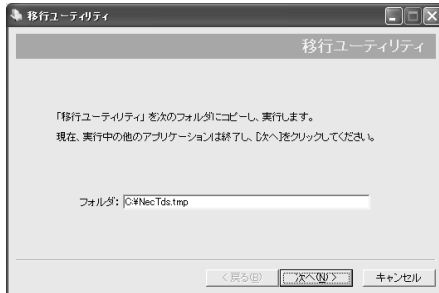 移行ユーティリティ
移行ユーティリティ
「移行ユーティリティ」を次のフォルダにコピーし、実行します。
現在、実行中の他のアプリケーションは終了し、[次へ]をクリックしてください。
フォルダ: C:¥NecTds.tmp
< 戻る(B) 次へ(N) > キャンセル